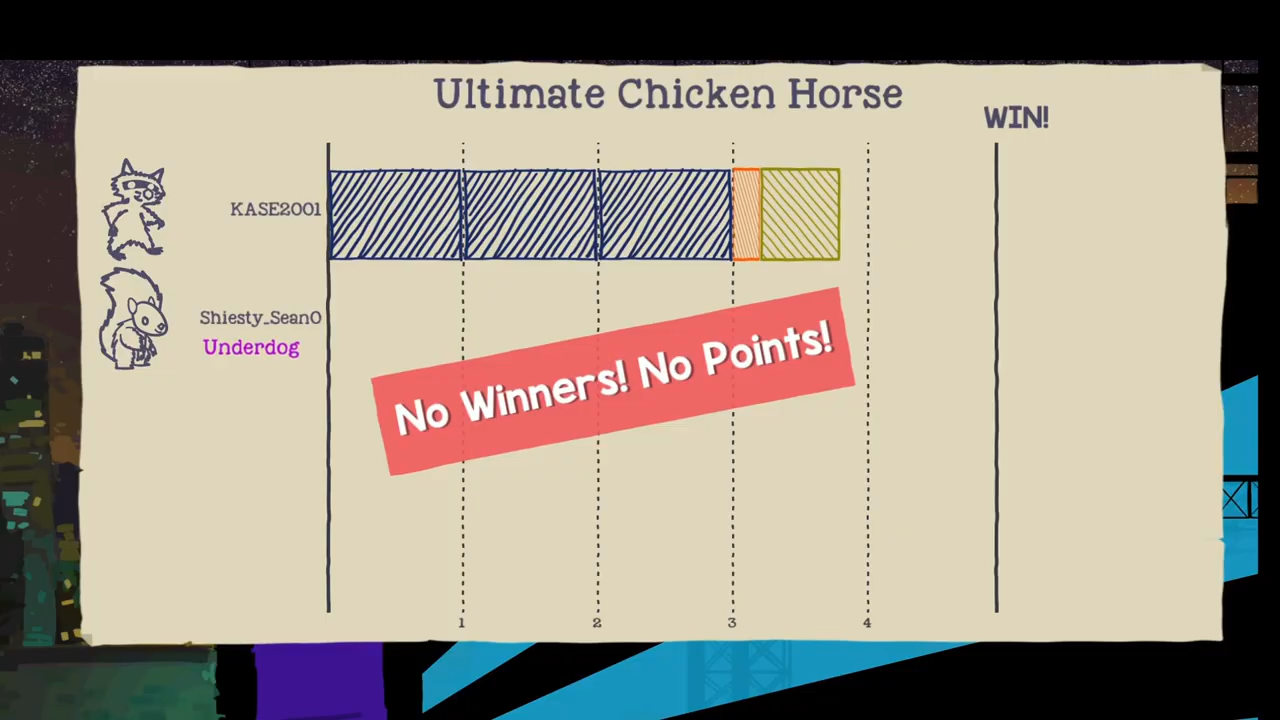 Ultimate Chicken Horse
WIN!
KASE2001
Shiesty_Sean0
Underdog
No Winners! No Points!
1 2 3 4